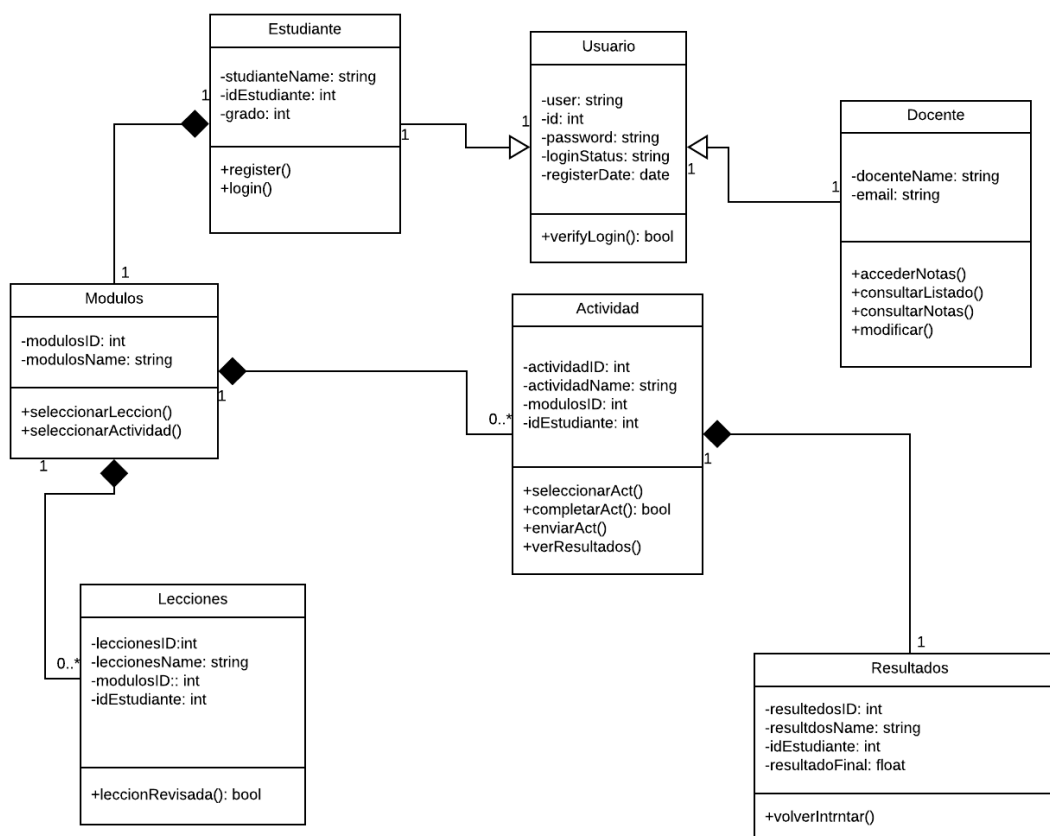 Estudiante
-studianteName: string
-idEstudiante: int
-grado: int
+register()
+login()
1
1
Usuario
-user: string
-id: int
-password: string
-loginStatus: string
-registerDate: date
+verifyLogin(): bool
1
1
Docente
-docenteName: string
-email: string
+accederNotas()
+consultarListado()
+consultarNotas()
+modificar()
1
1
Modulos
-modulosID: int
-modulosName: string
+seleccionarLeccion()
+seleccionarActividad()
1
1
Actividad
-actividadID: int
-actividadName: string
-modulosID: int
-idEstudiante: int
+seleccionarAct()
+completarAct(): bool
+enviarAct()
+verResultados()
0..*
1
Lecciones
-leccionesID:int
-leccionesName: string
-modulosID:: int
-idEstudiante: int
+leccionRevisada(): bool
0..*
1
Resultados
-resultedosID: int
-resultdosName: string
-idEstudiante: int
-resultadoFinal: float
+volverIntrntar()